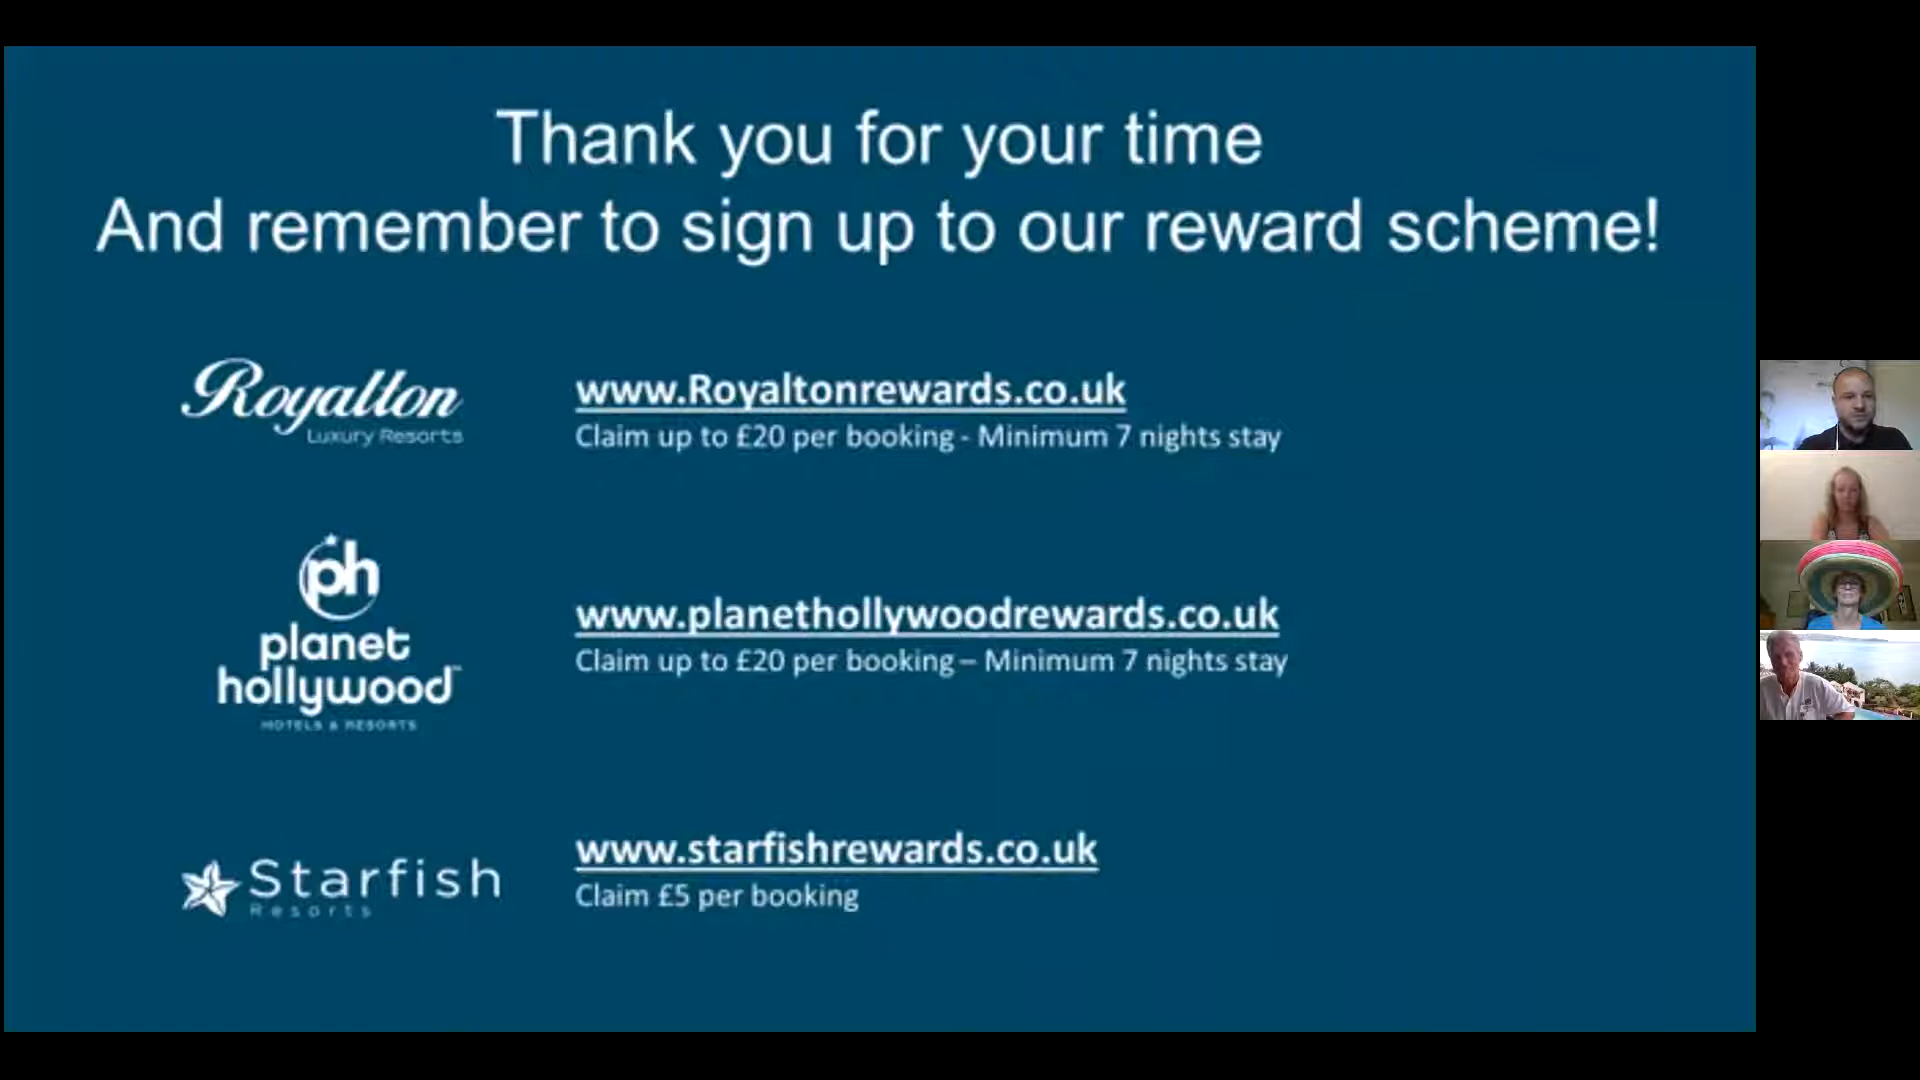 Thank you for your time
And remember to sign up to our reward scheme!
Royalton
Luxury Resorts
www.Royaltonrewards.co.uk
Claim up to £20 per booking - Minimum 7 nights stay
ph
planet
hollywood™
HOTELS & RESORTS
www.planethollywoodrewards.co.uk
Claim up to £20 per booking – Minimum 7 nights stay
Starfish
Resorts
www.starfishrewards.co.uk
Claim £5 per booking